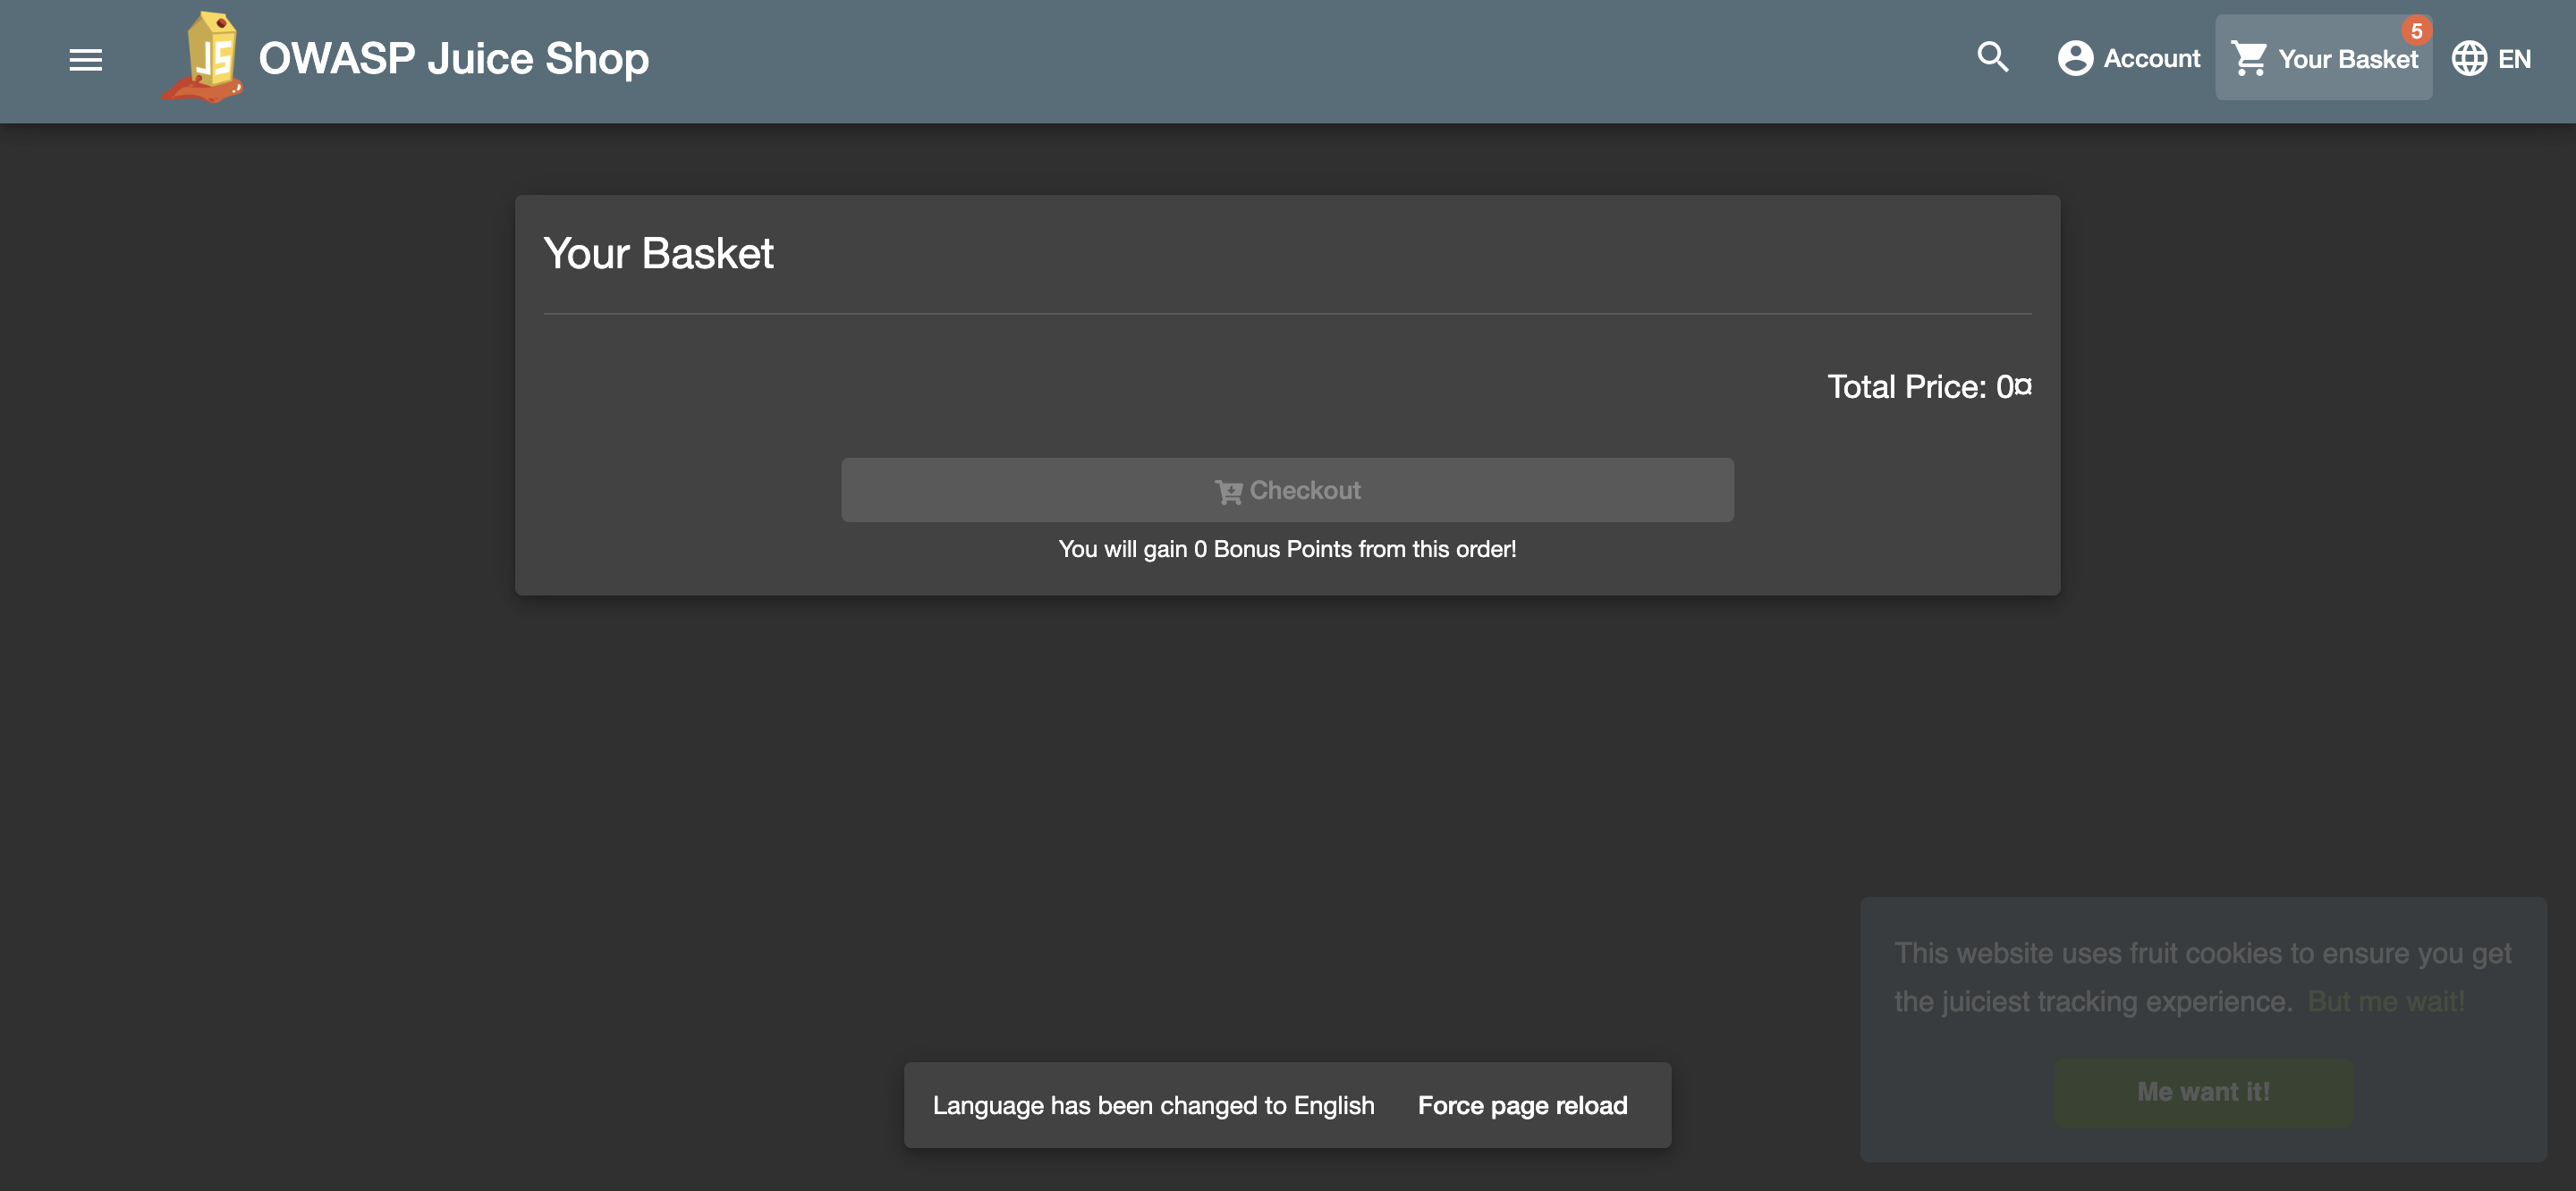 JS
OWASP Juice Shop
Account
Your Basket
5
EN
Your Basket
Total Price: 0¤
Checkout
You will gain 0 Bonus Points from this order!
This website uses fruit cookies to ensure you get
the juiciest tracking experience. But me wait!
Me want it!
Language has been changed to English Force page reload